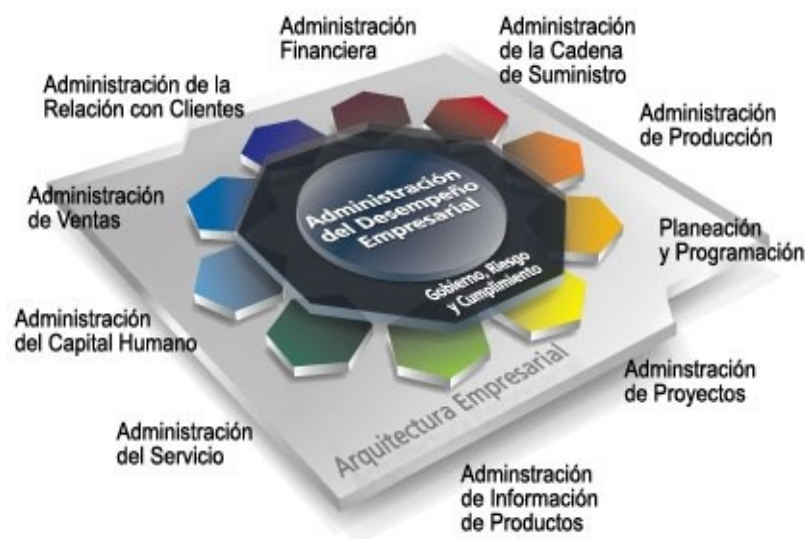 Administración
Financiera
Administración
de la Cadena
de Suministro
Administración de la
Relación con Clientes
Administración
de Producción
Administración
de Ventas
Administración
del Desempeño
Empresarial
Planeación
y Programación
Gobierno, Riesgo
y Cumplimiento
Administración
del Capital Humano
Adminstración
de Proyectos
Arquitectura Empresarial
Administración
del Servicio
Adminstración
de Información
de Productos